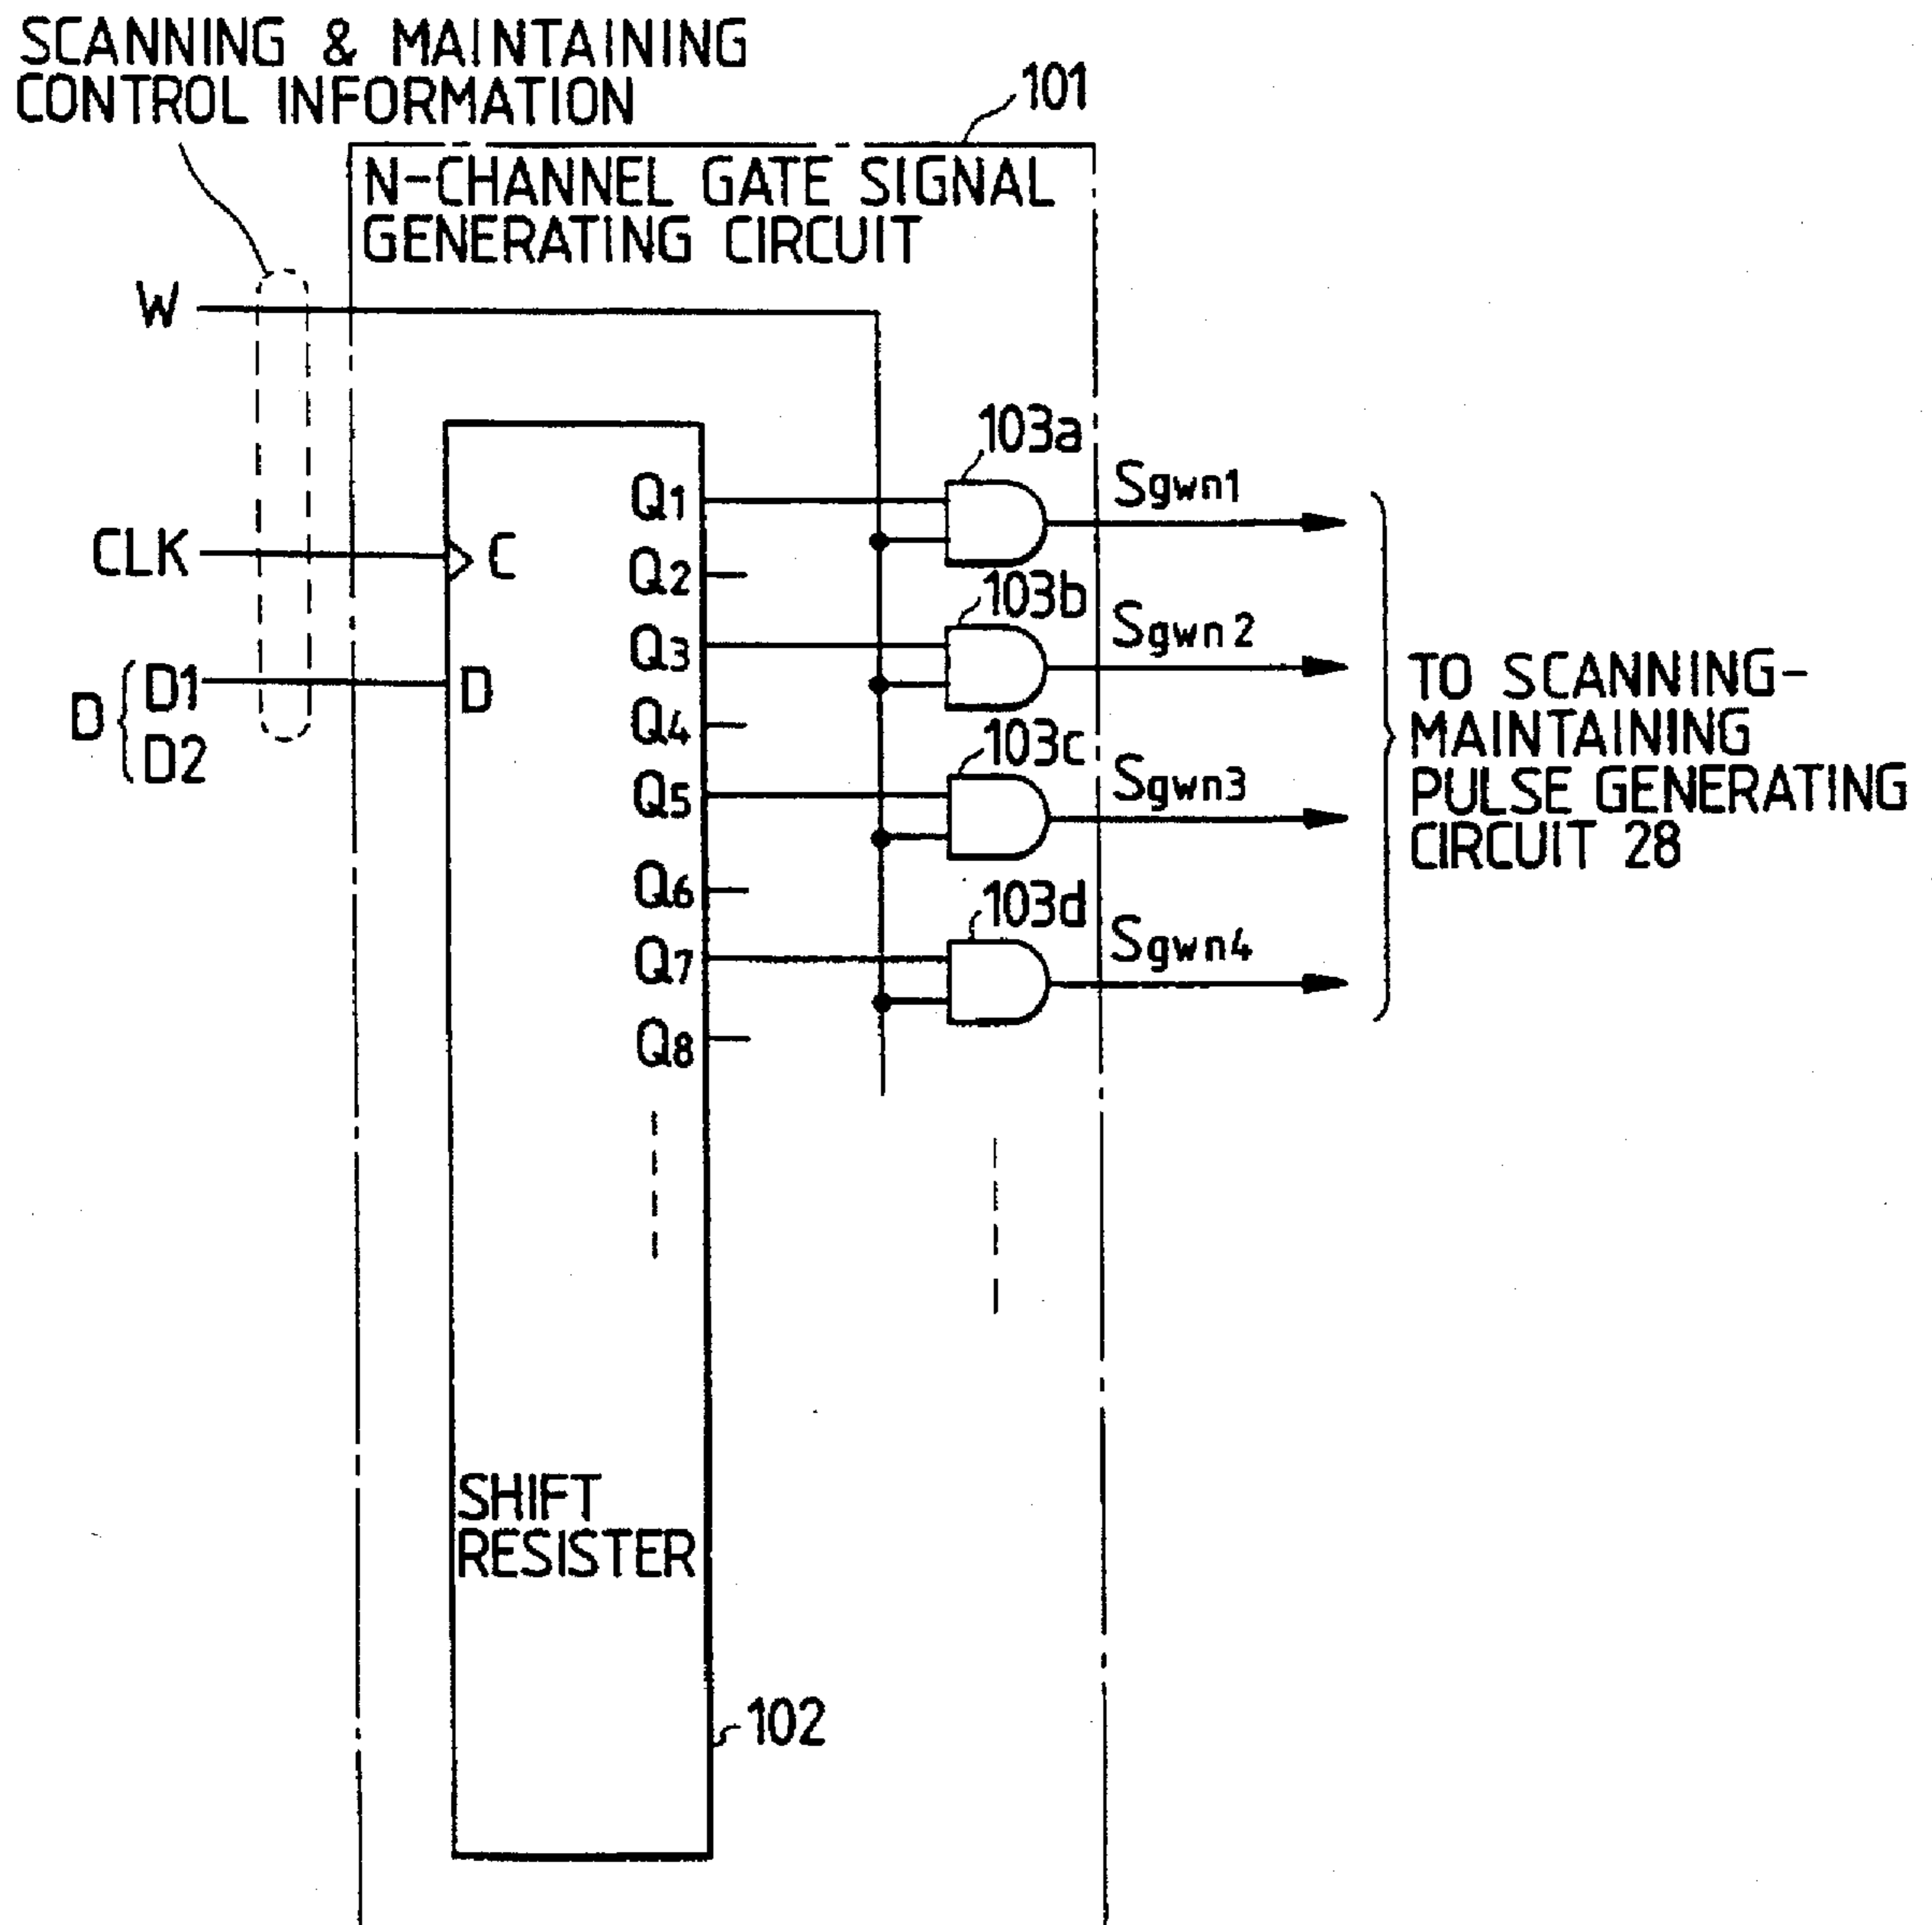 SCANNING & MAINTAINING
CONTROL INFORMATION
101
N-CHANNEL GATE SIGNAL
GENERATING CIRCUIT
W
103a
Q1
Sgwn1
CLK
C
Q2
103b
Q3
Sgwn2
D { D1
D2
D
Q4
103c
Q5
Sgwn3
TO SCANNING-
MAINTAINING
PULSE GENERATING
CIRCUIT 28
Q6
103d
Q7
Sgwn4
Q8
SHIFT
RESISTER
102